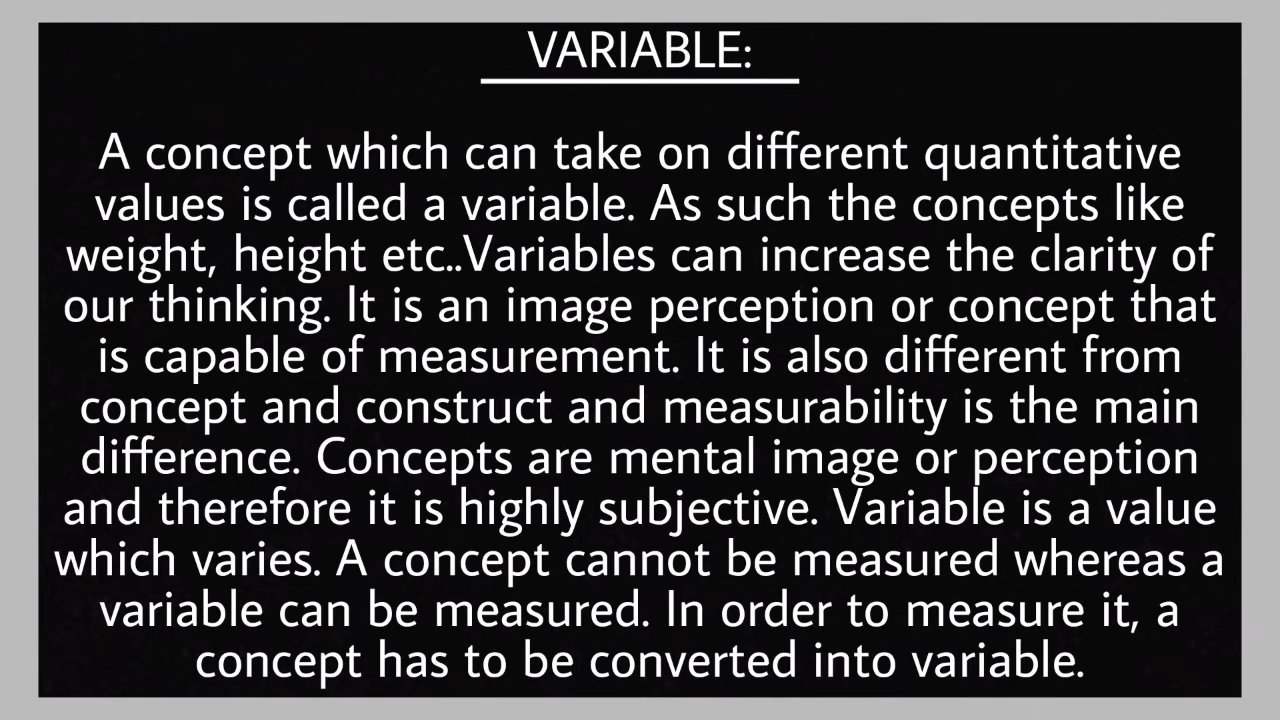 VARIABLE:
A concept which can take on different quantitative
values is called a variable. As such the concepts like
weight, height etc..Variables can increase the clarity of
our thinking. It is an image perception or concept that
is capable of measurement. It is also different from
concept and construct and measurability is the main
difference. Concepts are mental image or perception
and therefore it is highly subjective. Variable is a value
which varies. A concept cannot be measured whereas a
variable can be measured. In order to measure it, a
concept has to be converted into variable.